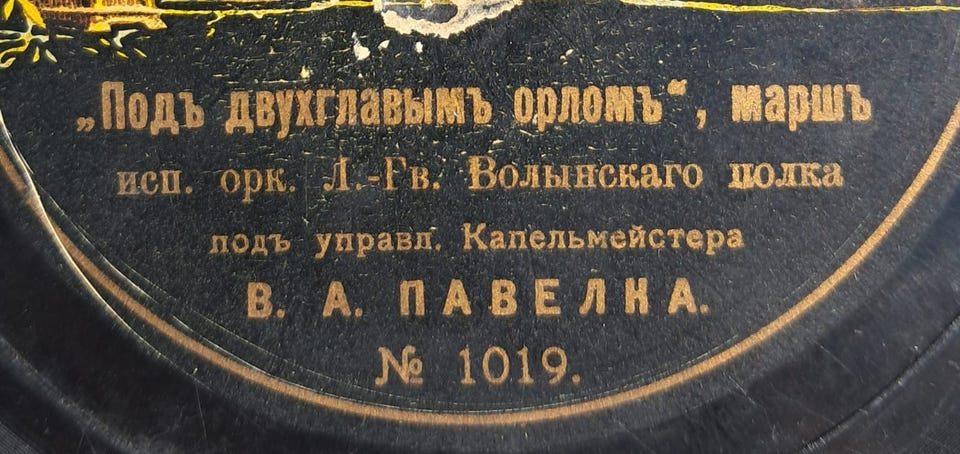 „Подъ двухглавымъ орломъ“, маршъ
исп. орк. Л.-Гв. Волынскаго полка
подъ управл. Капельмейстера
В. А. ПАВЕЛКА.
№ 1019.